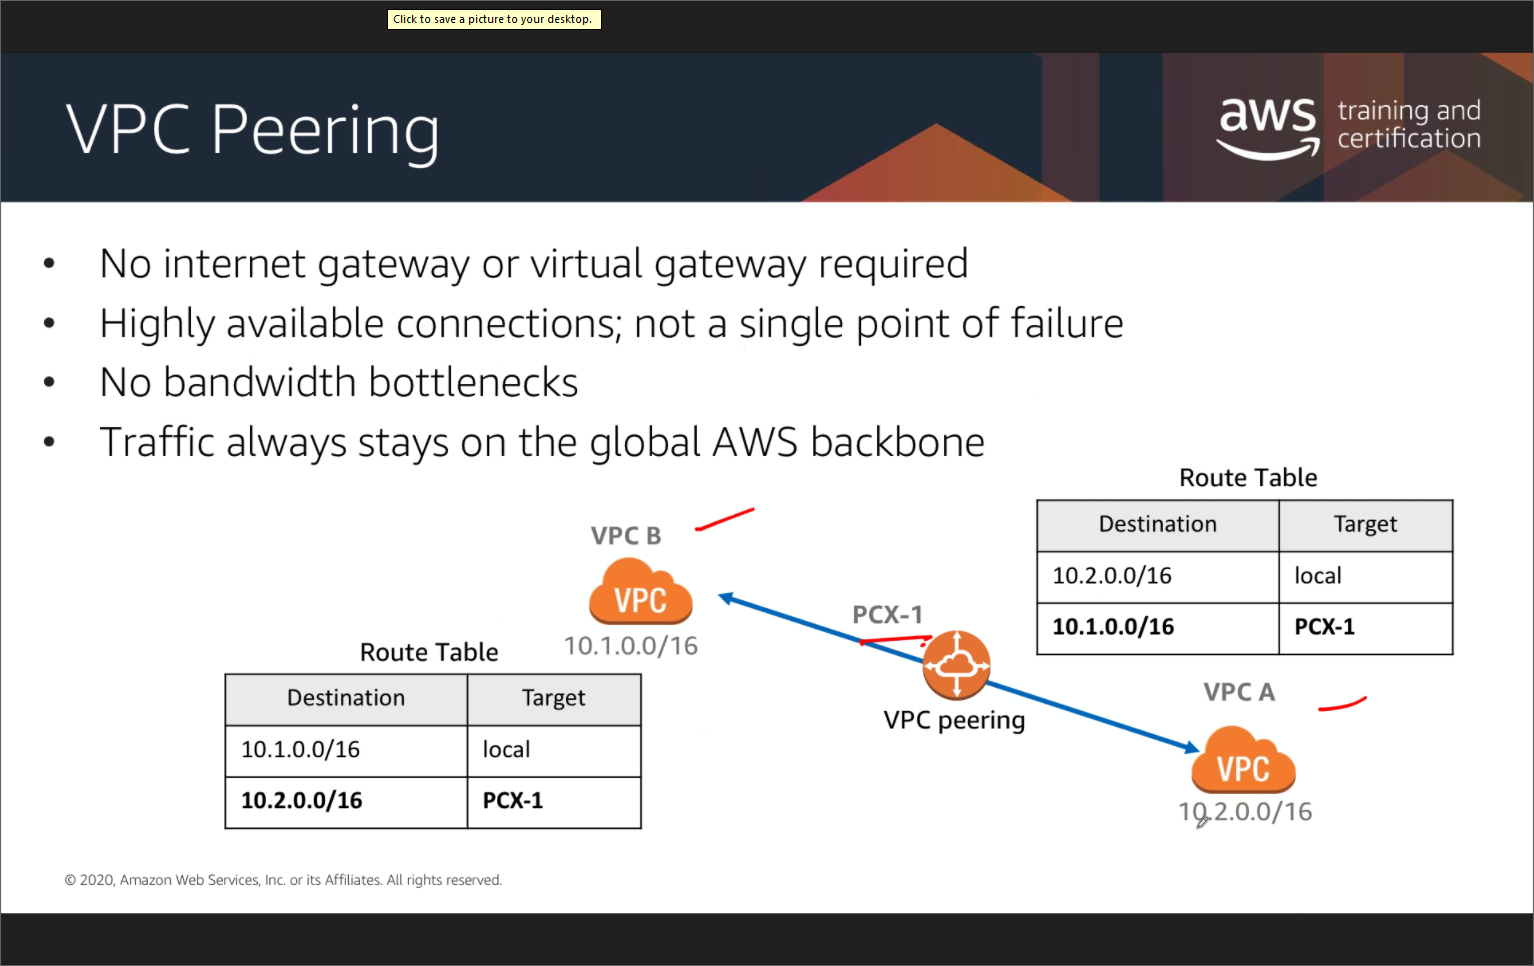 Click to save a picture to your desktop.
VPC Peering
aws training and
certification
• No internet gateway or virtual gateway required
• Highly available connections; not a single point of failure
• No bandwidth bottlenecks
• Traffic always stays on the global AWS backbone
Route Table
Destination Target
10.2.0.0/16 local
10.1.0.0/16 PCX-1
VPC B
VPC
10.1.0.0/16
PCX-1
VPC peering
VPC A
VPC
10.2.0.0/16
Route Table
Destination Target
10.1.0.0/16 local
10.2.0.0/16 PCX-1
© 2020, Amazon Web Services, Inc. or its Affiliates. All rights reserved.